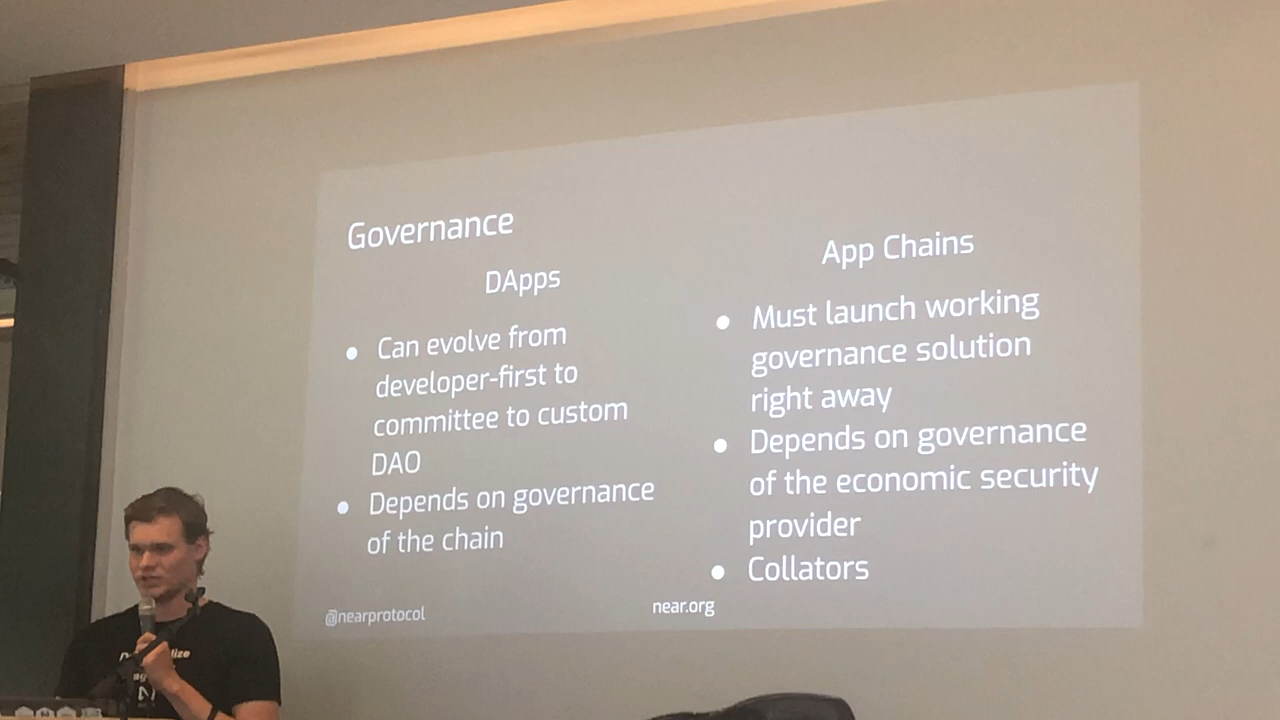 Governance
DApps
Can evolve from
developer-first to
committee to custom
DAO
Depends on governance
of the chain
App Chains
Must launch working
governance solution
right away
Depends on governance
of the economic security
provider
Collators
@nearprotocol
near.org